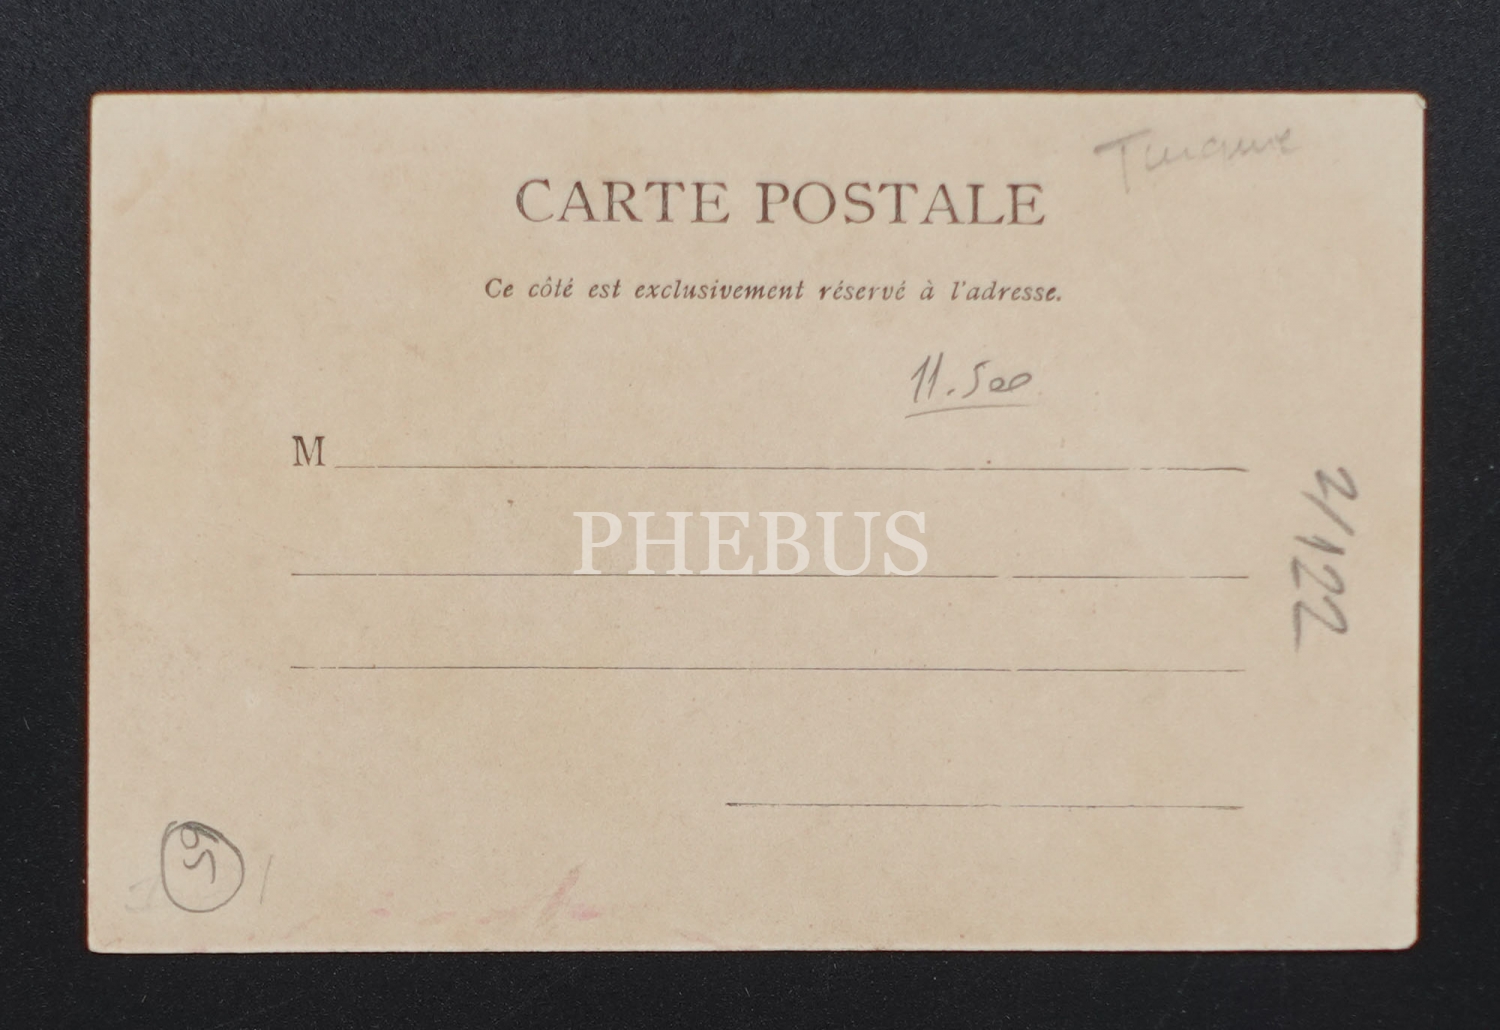 Turquie
CARTE POSTALE
Ce côté est exclusivement réservé à l'adresse.
11.500
M
2/122
PHEBUS
65